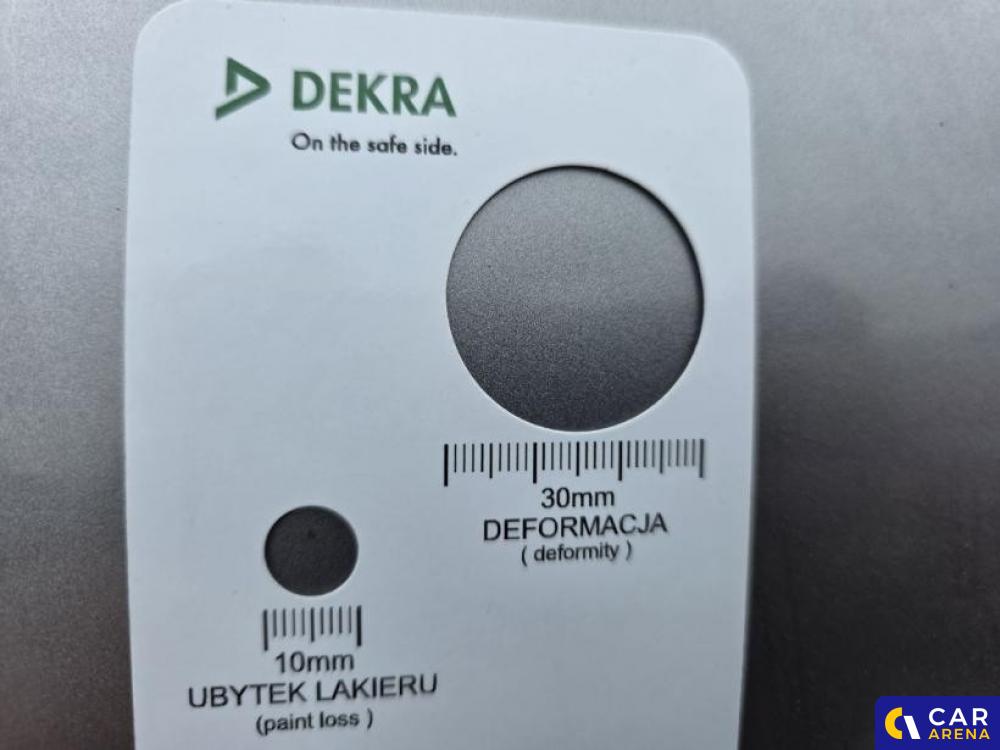 DEKRA
On the safe side.
30mm
DEFORMACJA
( deformity )
10mm
UBYTEK LAKIERU
(paint loss )
CAR
ARENA